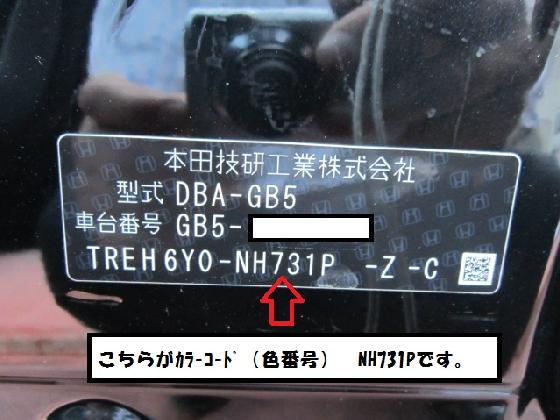 本田技研工業株式会社
型式 DBA-GB5
車台番号 GB5-
TREH6Y0-NH731P -Z -C
こちらがｶﾗｰｺｰﾄﾞ（色番号） NH731Pです。